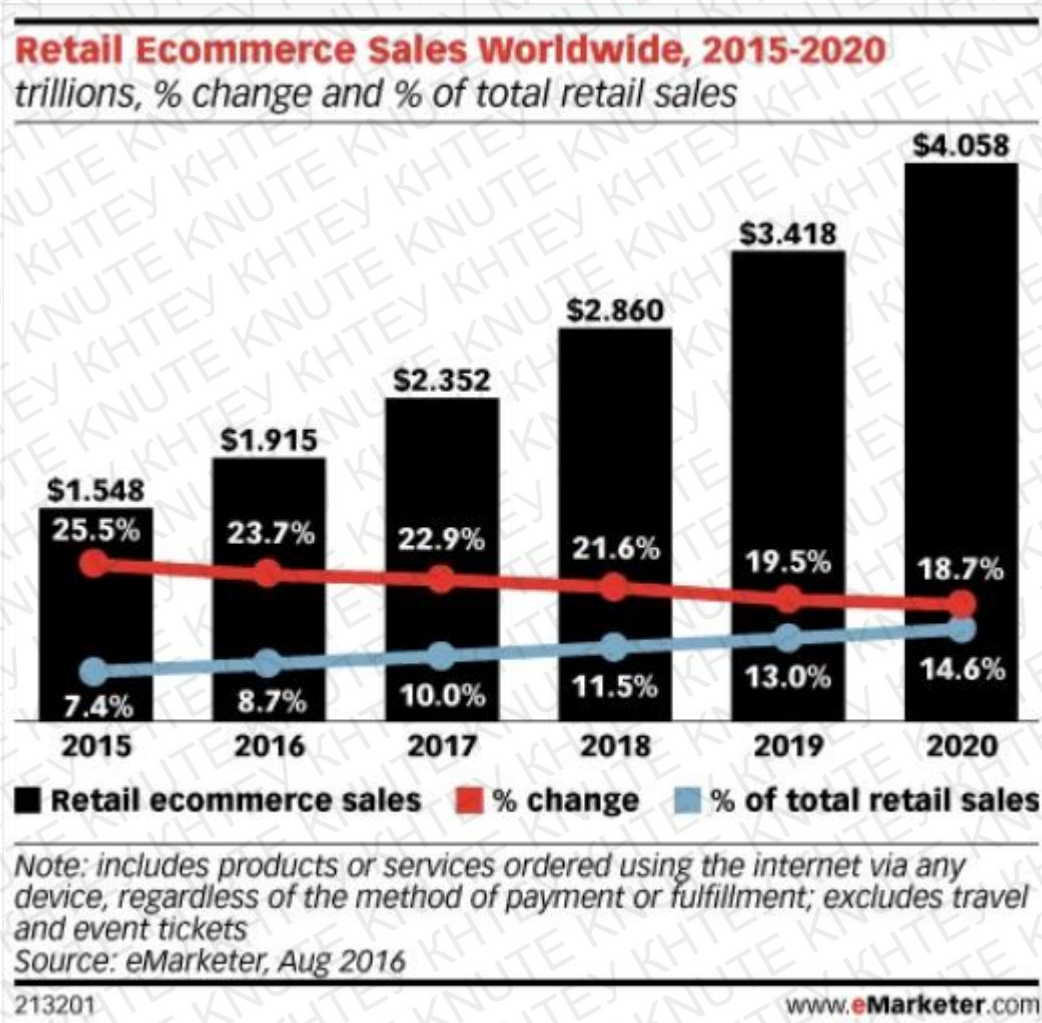 Retail Ecommerce Sales Worldwide, 2015-2020
trillions, % change and % of total retail sales
$4.058
$3.418
$2.860
$2.352
$1.915
$1.548
25.5% 23.7% 22.9% 21.6% 19.5% 18.7%
7.4% 8.7% 10.0% 11.5% 13.0% 14.6%
2015 2016 2017 2018 2019 2020
Retail ecommerce sales % change % of total retail sales
Note: includes products or services ordered using the internet via any
device, regardless of the method of payment or fulfillment; excludes travel
and event tickets
Source: eMarketer, Aug 2016
213201 www.eMarketer.com
КНТЕУ KNUTE